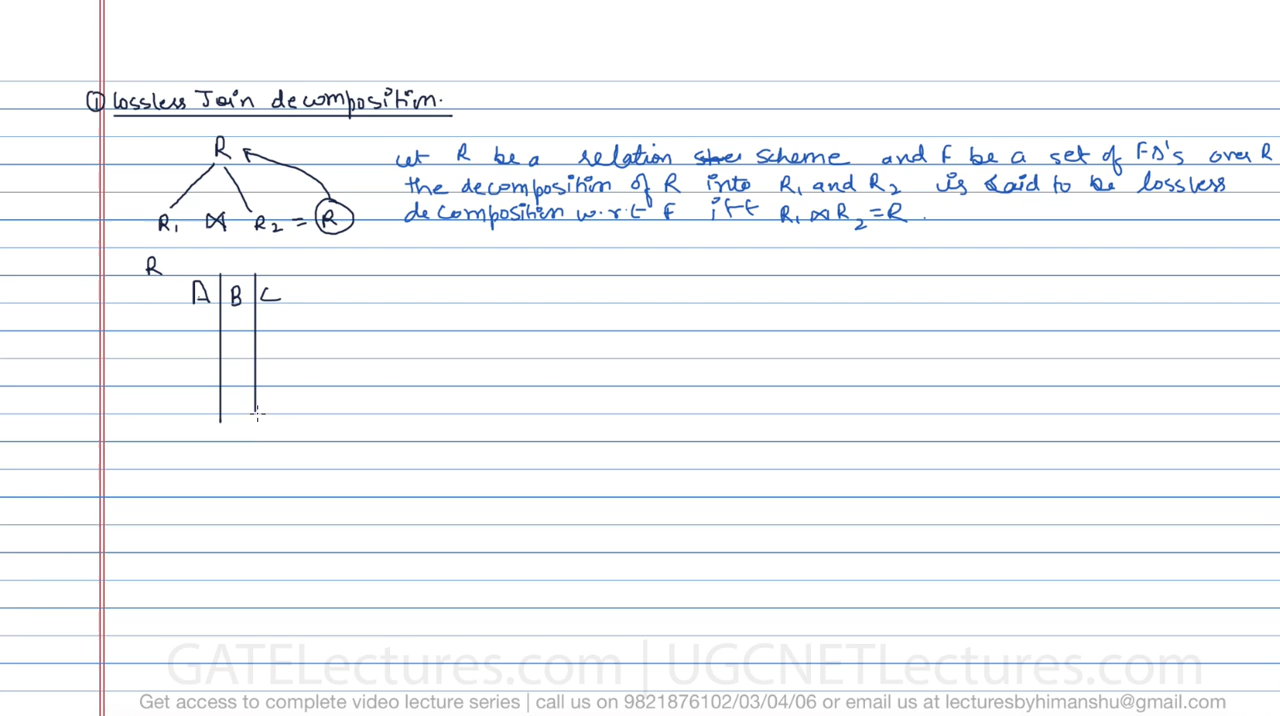 ① Lossless Join decomposition.
R
R₁ ⋈ R₂ = R
Let R be a relation scheme and F be a set of FD's over R
the decomposition of R into R₁ and R₂ is said to be lossless
decomposition w.r.t F iff R₁ ⋈ R₂ = R .
R
A B C
GATELectures.com | UGCNETLectures.com
Get access to complete video lecture series | call us on 9821876102/03/04/06 or email us at lecturesbyhimanshu@gmail.com